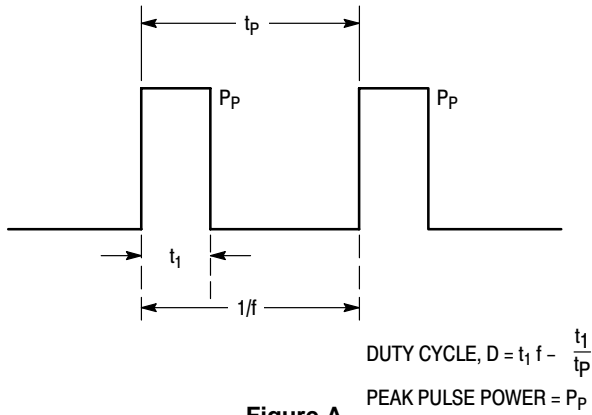 tP
PP
PP
t1
1/f
DUTY CYCLE, D = t1 f – t1/tP
PEAK PULSE POWER = PP
Figure A